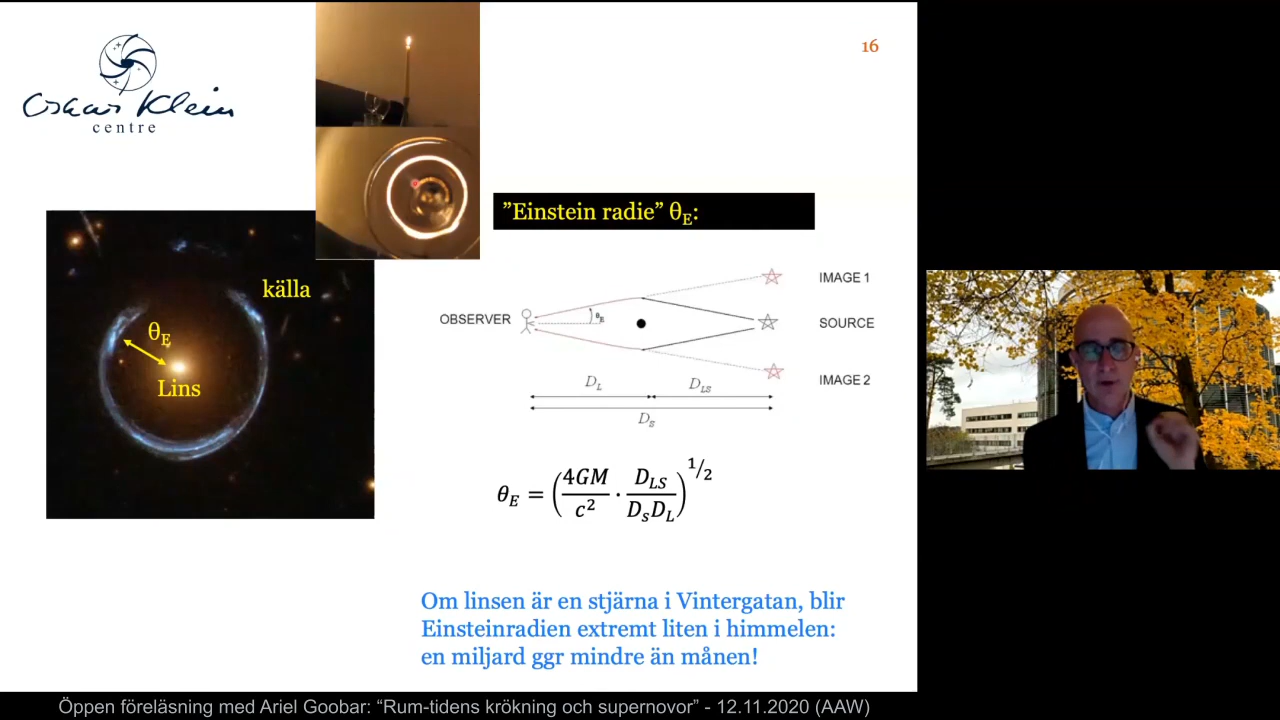 16
Oskar Klein
centre
"Einstein radie" θE:
källa
θE
Lins
IMAGE 1
OBSERVER
θE
SOURCE
IMAGE 2
DL
DLS
DS
θE = (4GM/c² · DLS/DsDL)^1/2
Om linsen är en stjärna i Vintergatan, blir
Einsteinradien extremt liten i himmelen:
en miljard ggr mindre än månen!
Öppen föreläsning med Ariel Goobar: “Rum-tidens krökning och supernovor” - 12.11.2020 (AAW)